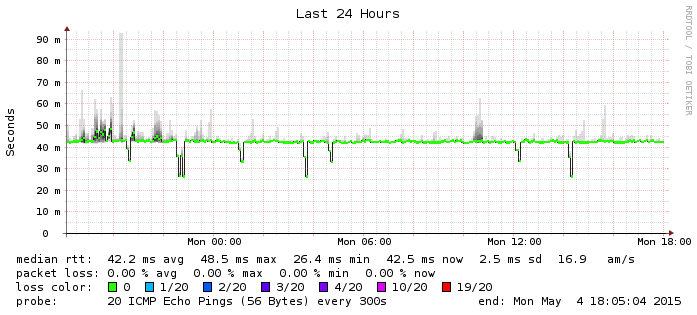 Last 24 Hours
RRDTOOL / TOBI OETIKER
Seconds
90 m
80 m
70 m
60 m
50 m
40 m
30 m
20 m
10 m
0
Mon 00:00 Mon 06:00 Mon 12:00 Mon 18:00
median rtt: 42.2 ms avg 48.5 ms max 26.4 ms min 42.5 ms now 2.5 ms sd 16.9 am/s
packet loss: 0.00 % avg 0.00 % max 0.00 % min 0.00 % now
loss color: 0 1/20 2/20 3/20 4/20 10/20 19/20
probe: 20 ICMP Echo Pings (56 Bytes) every 300s end: Mon May 4 18:05:04 2015